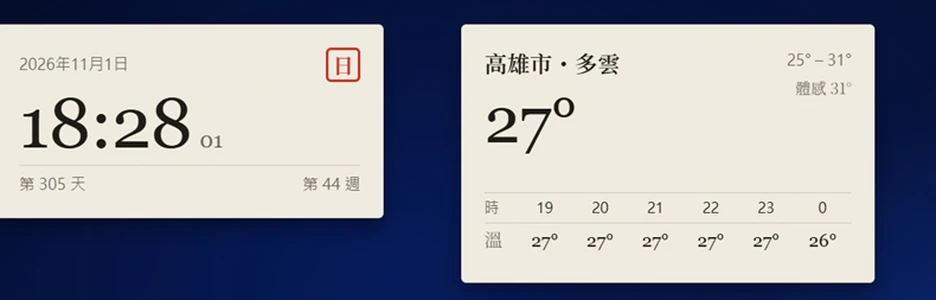 2026年11月1日
日
18:28 01
第 305 天
第 44 週
高雄市・多雲
25° – 31°
體感 31°
27°
時 19 20 21 22 23 0
溫 27° 27° 27° 27° 27° 26°